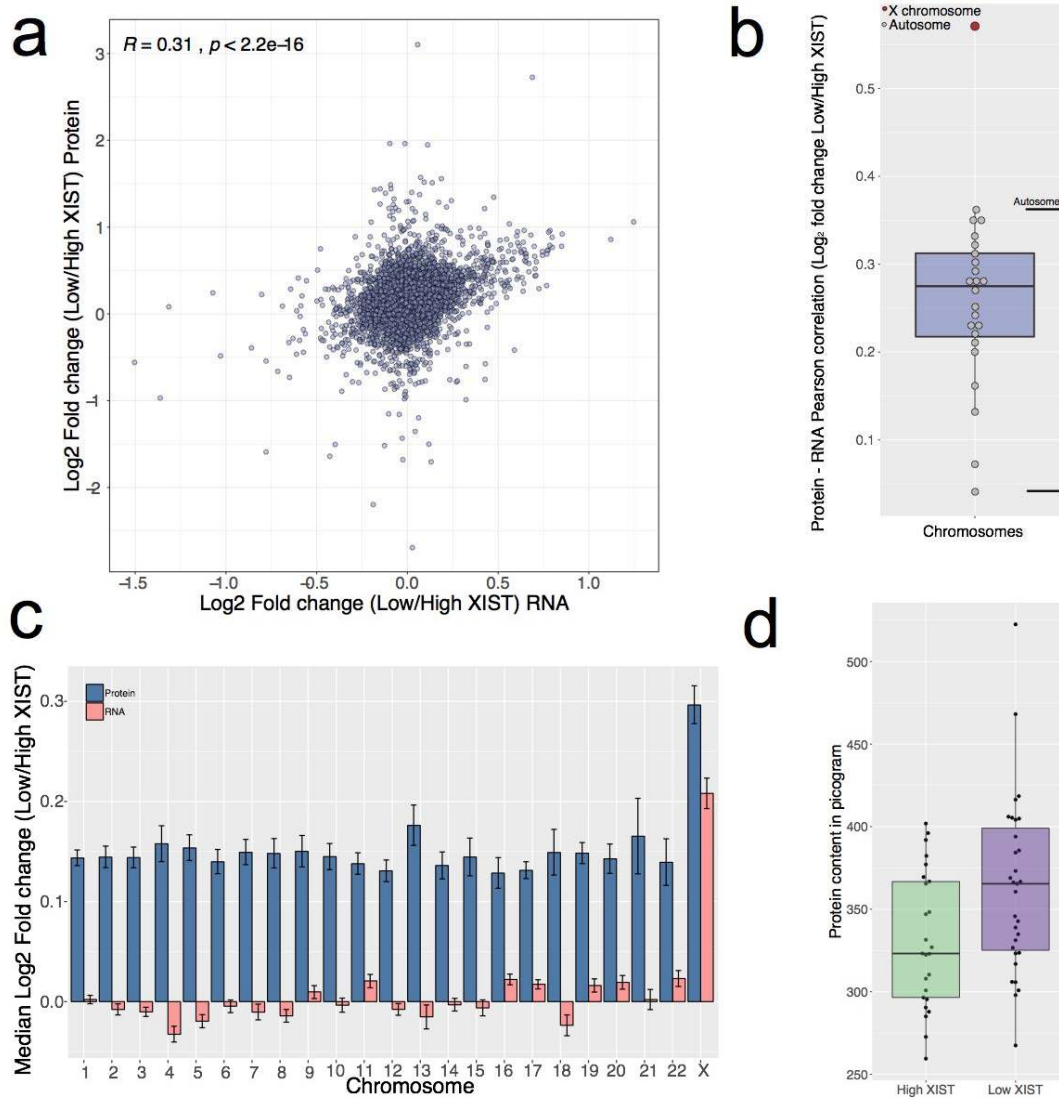 a
R = 0.31 , p < 2.2e-16
Log2 Fold change (Low/High XIST) Protein
3
2
1
0
−1
−2
−1.5
−1.0
−0.5
0.0
0.5
1.0
Log2 Fold change (Low/High XIST) RNA
b
X chromosome
Autosome
Protein - RNA Pearson correlation (Log₂ fold change Low/High XIST)
0.5
0.4
0.3
0.2
0.1
Autosome
Chromosomes
c
Median Log2 Fold change (Low/High XIST)
Protein
RNA
0.3
0.2
0.1
0.0
1 2 3 4 5 6 7 8 9 10 11 12 13 14 15 16 17 18 19 20 21 22 X
Chromosome
d
Protein content in picogram
500
450
400
350
300
250
High XIST
Low XIST